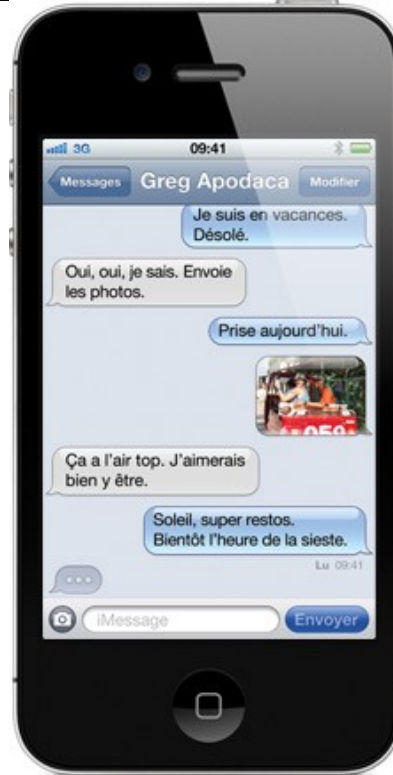 3G 09:41
Messages Greg Apodaca Modifier
Je suis en vacances.
Désolé.
Oui, oui, je sais. Envoie
les photos.
Prise aujourd'hui.
059
Ça a l'air top. J'aimerais
bien y être.
Soleil, super restos.
Bientôt l'heure de la sieste.
Lu 09:41
iMessage Envoyer